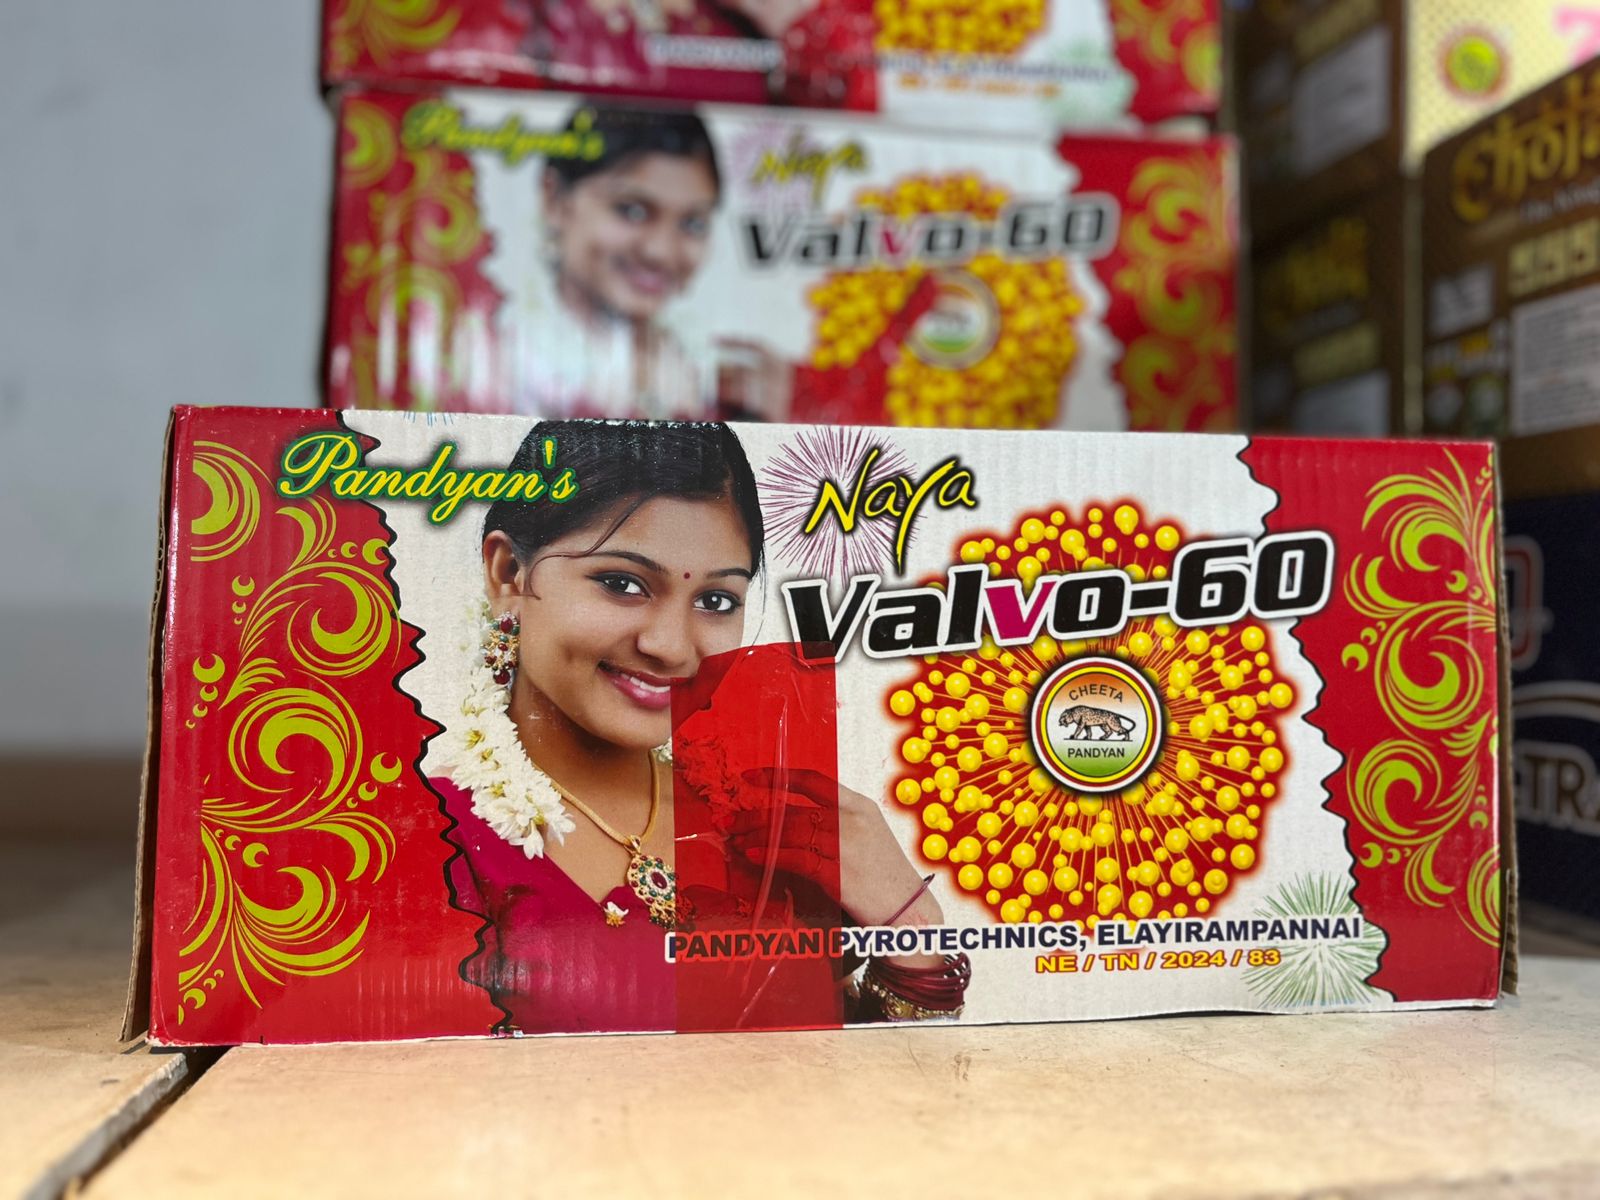 Pandyan's
Naya
Valvo-60
Pandyan's
Naya
Valvo-60
CHEETA
PANDYAN
PANDYAN PYROTECHNICS, ELAYIRAMPANNAI
NE / TN / 2024 / 83